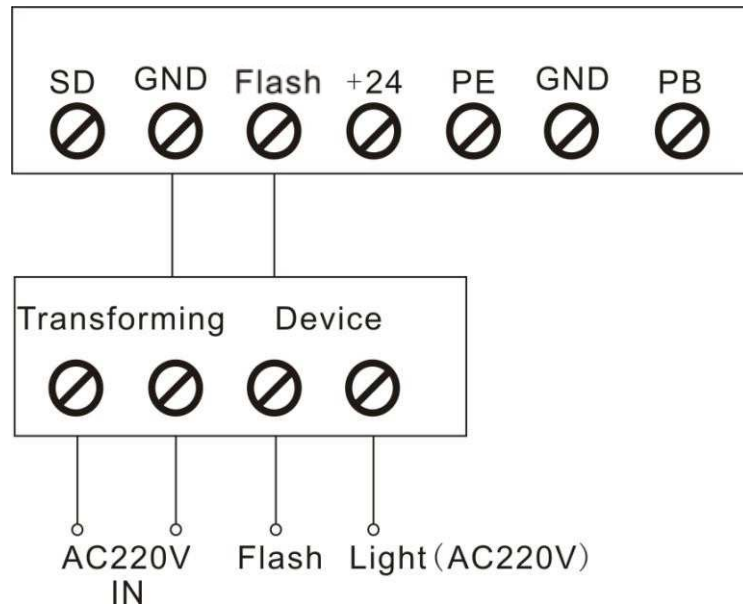 SD GND Flash +24 PE GND PB
Transforming Device
AC220V Flash Light(AC220V)
IN